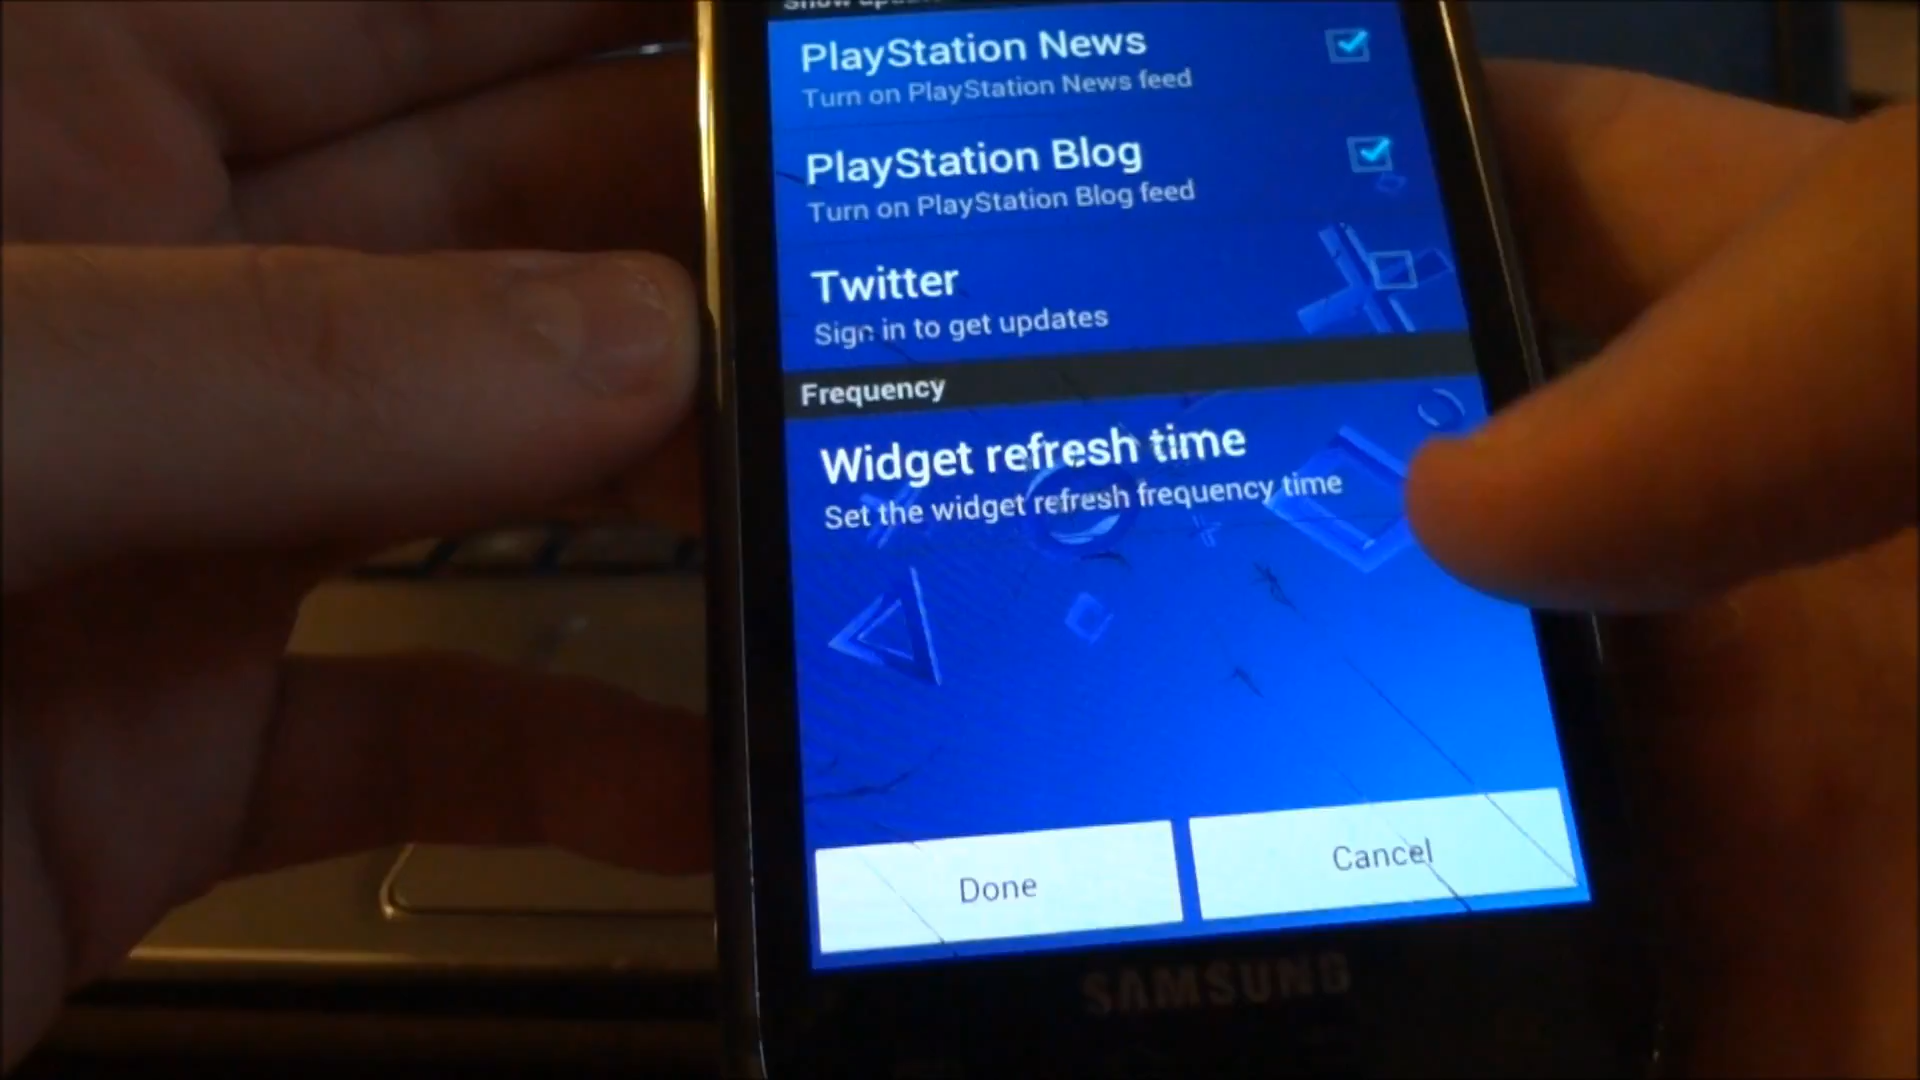 PlayStation News
Turn on PlayStation News feed
PlayStation Blog
Turn on PlayStation Blog feed
Twitter
Sign in to get updates
Frequency
Widget refresh time
Set the widget refresh frequency time
Done
Cancel
SAMSUNG